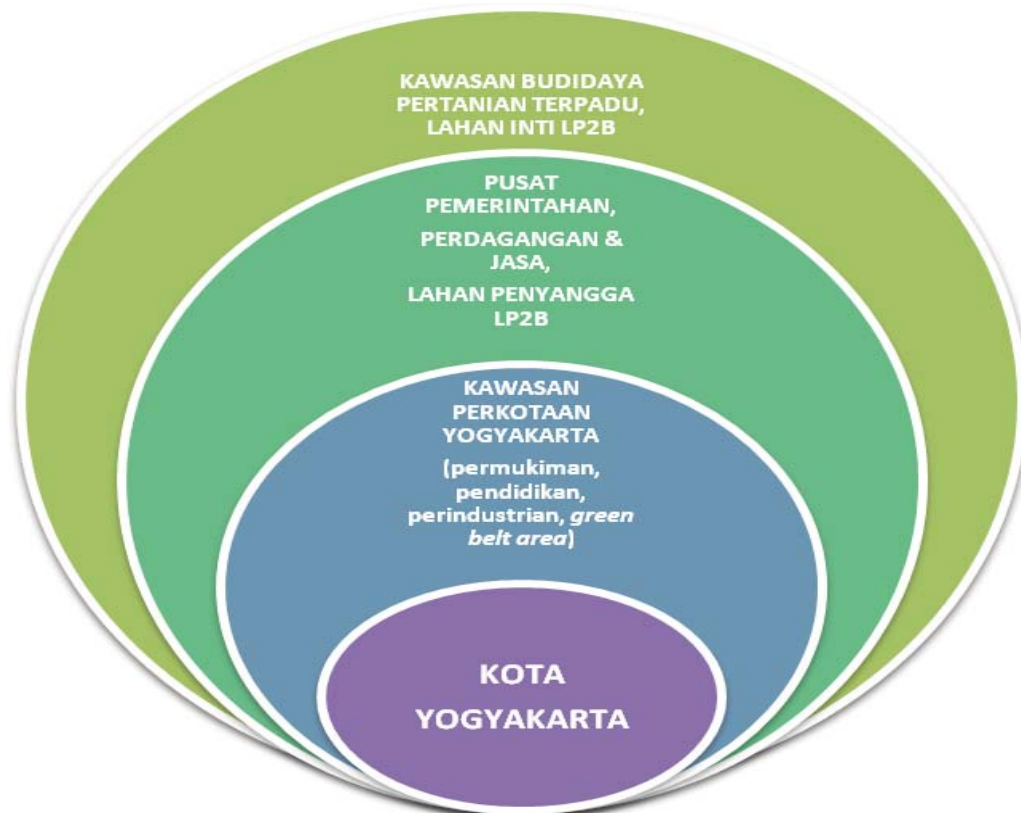 KAWASAN BUDIDAYA
PERTANIAN TERPADU,
LAHAN INTI LP2B
PUSAT
PEMERINTAHAN,
PERDAGANGAN &
JASA,
LAHAN PENYANGGA
LP2B
KAWASAN
PERKOTAAN
YOGYAKARTA
(permukiman,
pendidikan,
perindustrian, green
belt area)
KOTA
YOGYAKARTA